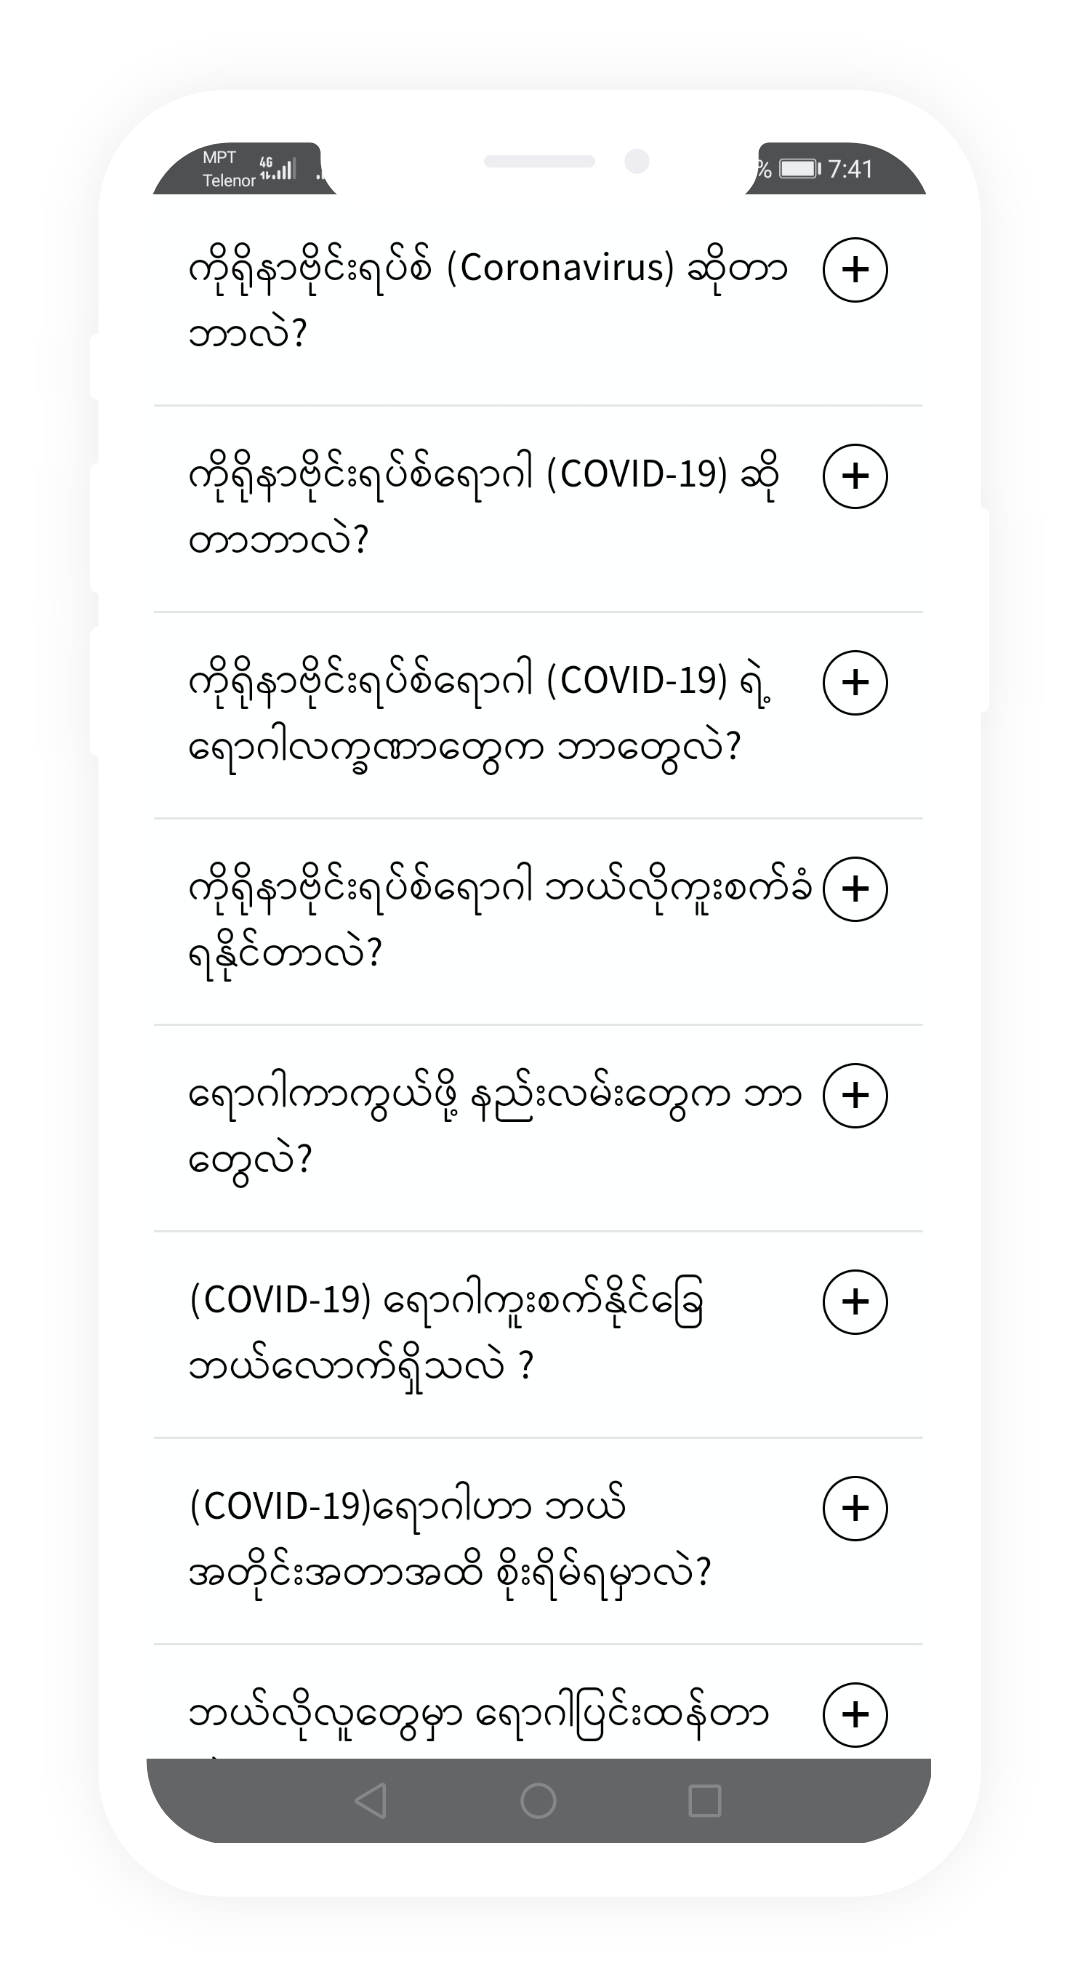 MPT
4G
Telenor
% 7:41
ကိုရိုနာဗိုင်းရပ်စ် (Coronavirus) ဆိုတာ
ဘာလဲ?
ကိုရိုနာဗိုင်းရပ်စ်ရောဂါ (COVID-19) ဆို
တာဘာလဲ?
ကိုရိုနာဗိုင်းရပ်စ်ရောဂါ (COVID-19) ရဲ့
ရောဂါလက္ခဏာတွေက ဘာတွေလဲ?
ကိုရိုနာဗိုင်းရပ်စ်ရောဂါ ဘယ်လိုကူးစက်ခံ
ရနိုင်တာလဲ?
ရောဂါကာကွယ်ဖို့ နည်းလမ်းတွေက ဘာ
တွေလဲ?
(COVID-19) ရောဂါကူးစက်နိုင်ခြေ
ဘယ်လောက်ရှိသလဲ ?
(COVID-19)ရောဂါဟာ ဘယ်
အတိုင်းအတာအထိ စိုးရိမ်ရမှာလဲ?
ဘယ်လိုလူတွေမှာ ရောဂါပြင်းထန်တာ